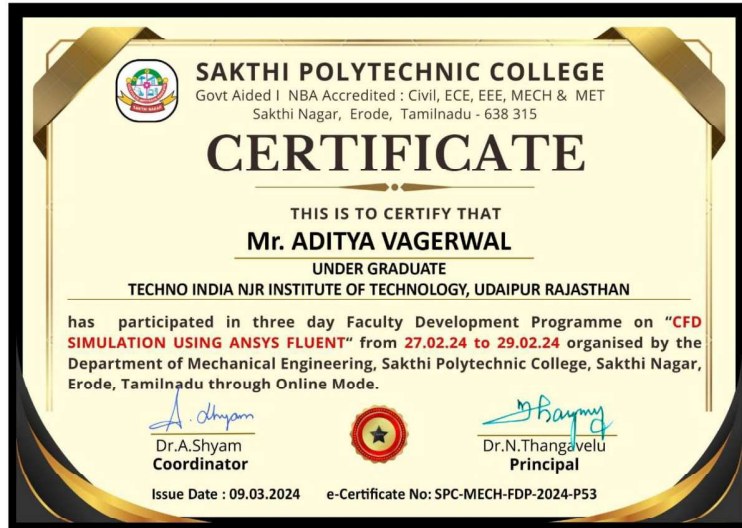 SAKTHI POLYTECHNIC COLLEGE
Govt Aided I NBA Accredited : Civil, ECE, EEE, MECH & MET
Sakthi Nagar, Erode, Tamilnadu - 638 315
SAKTHI NAGAR
CERTIFICATE
THIS IS TO CERTIFY THAT
Mr. ADITYA VAGERWAL
UNDER GRADUATE
TECHNO INDIA NJR INSTITUTE OF TECHNOLOGY, UDAIPUR RAJASTHAN
has participated in three day Faculty Development Programme on "CFD
SIMULATION USING ANSYS FLUENT" from 27.02.24 to 29.02.24 organised by the
Department of Mechanical Engineering, Sakthi Polytechnic College, Sakthi Nagar,
Erode, Tamilnadu through Online Mode.
A. Shyam
Dr.A.Shyam
Coordinator
Dr.N.Thangavelu
Principal
Issue Date : 09.03.2024 e-Certificate No: SPC-MECH-FDP-2024-P53